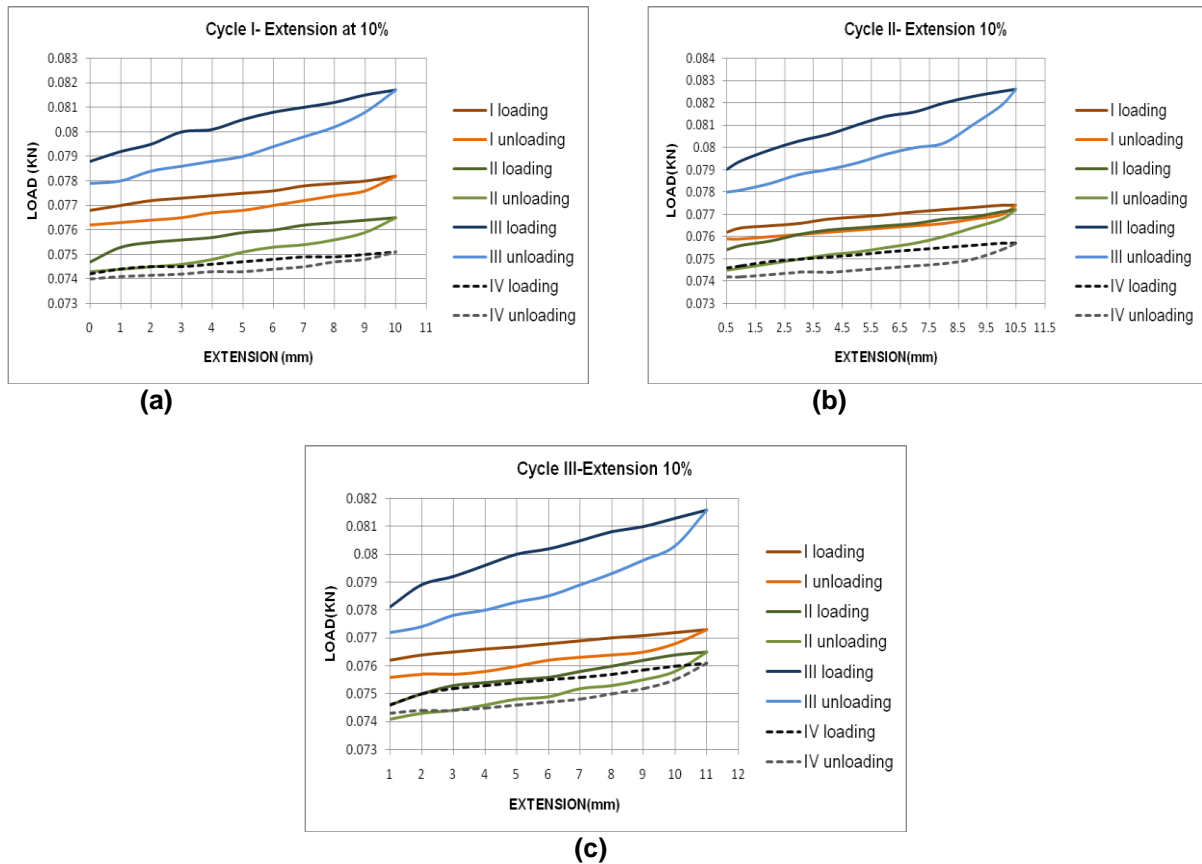 Cycle I- Extension at 10%
LOAD (KN)
0.083
0.082
0.081
0.08
0.079
0.078
0.077
0.076
0.075
0.074
0.073
0 1 2 3 4 5 6 7 8 9 10 11
EXTENSION (mm)
I loading
I unloading
II loading
II unloading
III loading
III unloading
IV loading
IV unloading
(a)
Cycle II- Extension 10%
LOAD(KN)
0.084
0.083
0.082
0.081
0.08
0.079
0.078
0.077
0.076
0.075
0.074
0.073
0.5 1.5 2.5 3.5 4.5 5.5 6.5 7.5 8.5 9.5 10.5 11.5
EXTENSION(mm)
I loading
I unloading
II loading
II unloading
III loading
III unloading
IV loading
IV unloading
(b)
Cycle III-Extension 10%
LOAD(KN)
0.082
0.081
0.08
0.079
0.078
0.077
0.076
0.075
0.074
0.073
1 2 3 4 5 6 7 8 9 10 11 12
EXTENSION(mm)
I loading
I unloading
II loading
II unloading
III loading
III unloading
IV loading
IV unloading
(c)